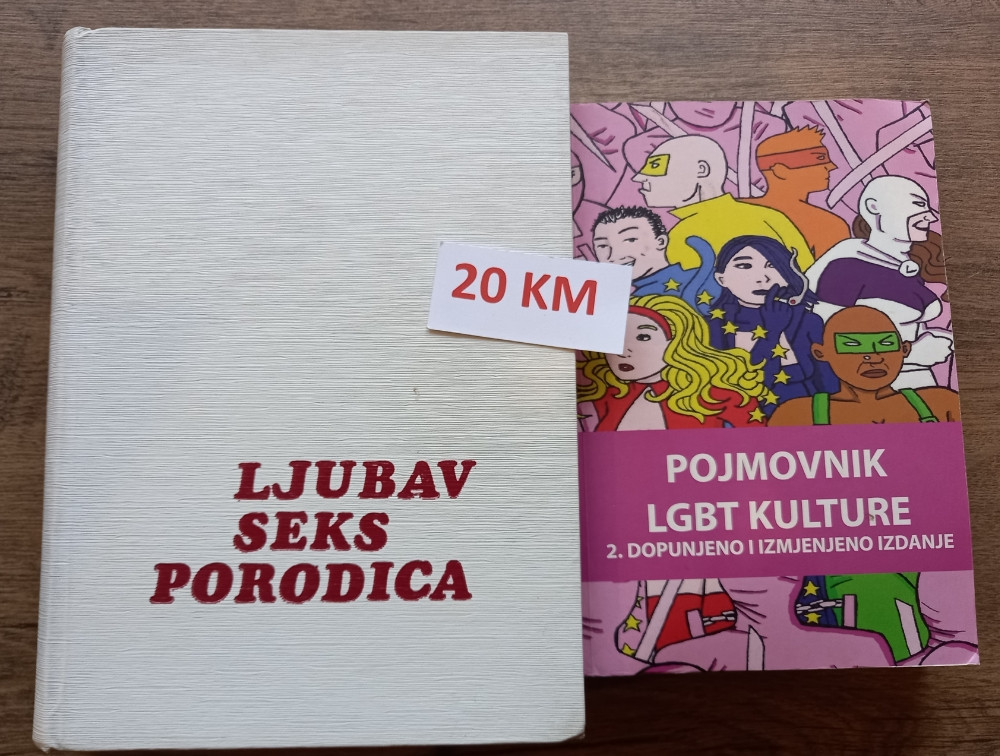 LJUBAV
SEKS
PORODICA
20 KM
POJMOVNIK
LGBT KULTURE
2. DOPUNJENO I IZMJENJENO IZDANJE